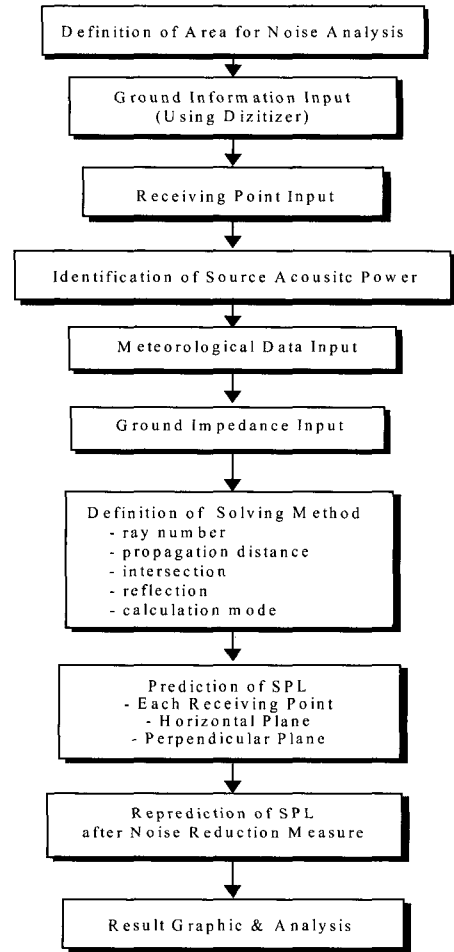 Definition of Area for Noise Analysis
Ground Information Input
(Using Dizitizer)
Receiving Point Input
Identification of Source Acousitc Power
Meteorological Data Input
Ground Impedance Input
Definition of Solving Method
- ray number
- propagation distance
- intersection
- reflection
- calculation mode
Prediction of SPL
- Each Receiving Point
- Horizontal Plane
- Perpendicular Plane
Reprediction of SPL
after Noise Reduction Measure
Result Graphic & Analysis